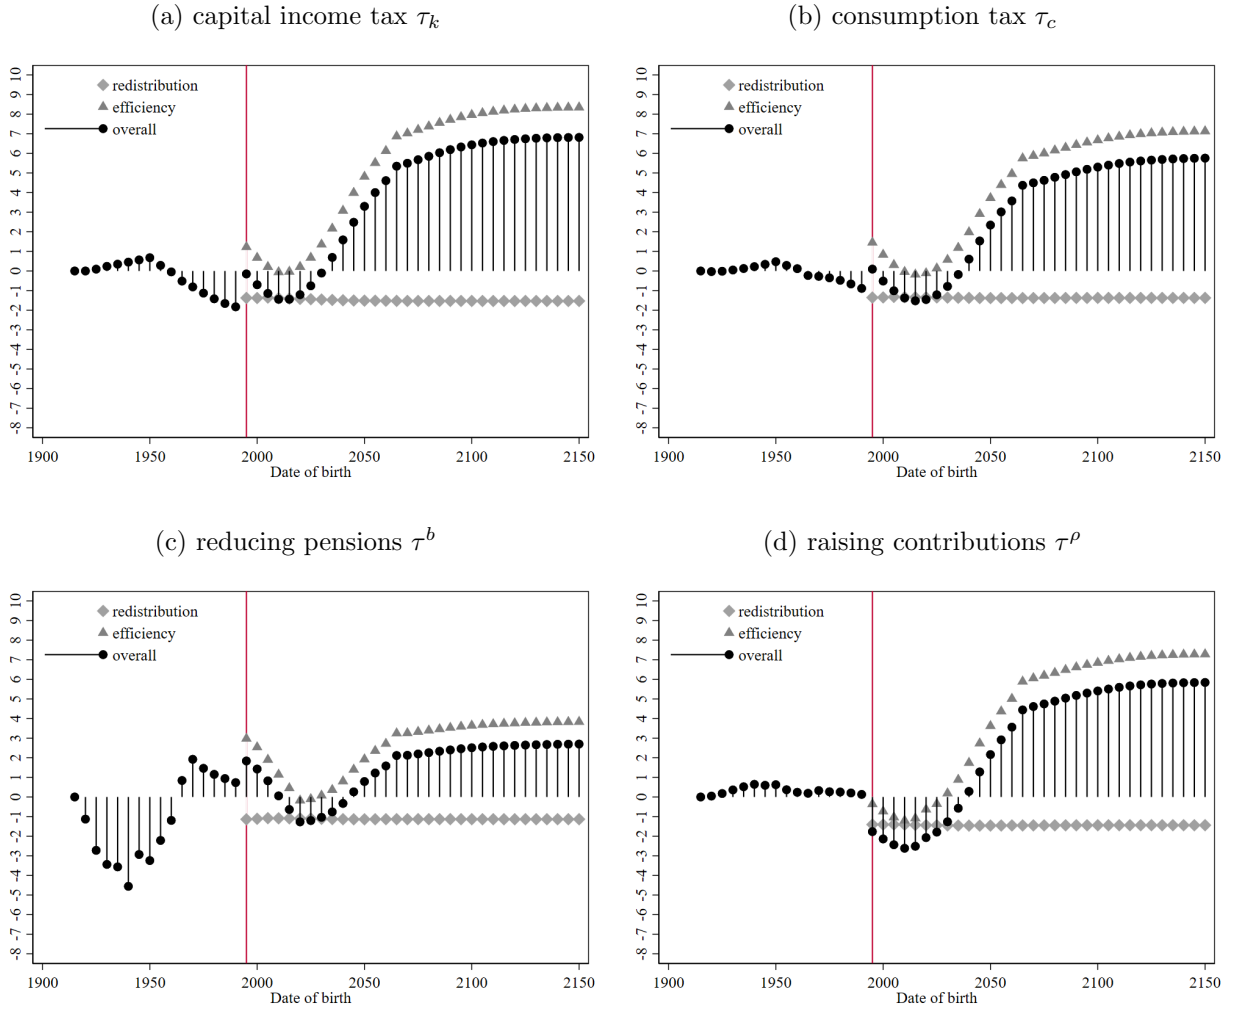 (a) capital income tax τ_k
(b) consumption tax τ_c
redistribution
efficiency
overall
-8 -7 -6 -5 -4 -3 -2 -1 0 1 2 3 4 5 6 7 8 9 10
1900 1950 2000 2050 2100 2150
Date of birth
redistribution
efficiency
overall
-8 -7 -6 -5 -4 -3 -2 -1 0 1 2 3 4 5 6 7 8 9 10
1900 1950 2000 2050 2100 2150
Date of birth
(c) reducing pensions τ^b
(d) raising contributions τ^ρ
redistribution
efficiency
overall
-8 -7 -6 -5 -4 -3 -2 -1 0 1 2 3 4 5 6 7 8 9 10
1900 1950 2000 2050 2100 2150
Date of birth
redistribution
efficiency
overall
-8 -7 -6 -5 -4 -3 -2 -1 0 1 2 3 4 5 6 7 8 9 10
1900 1950 2000 2050 2100 2150
Date of birth